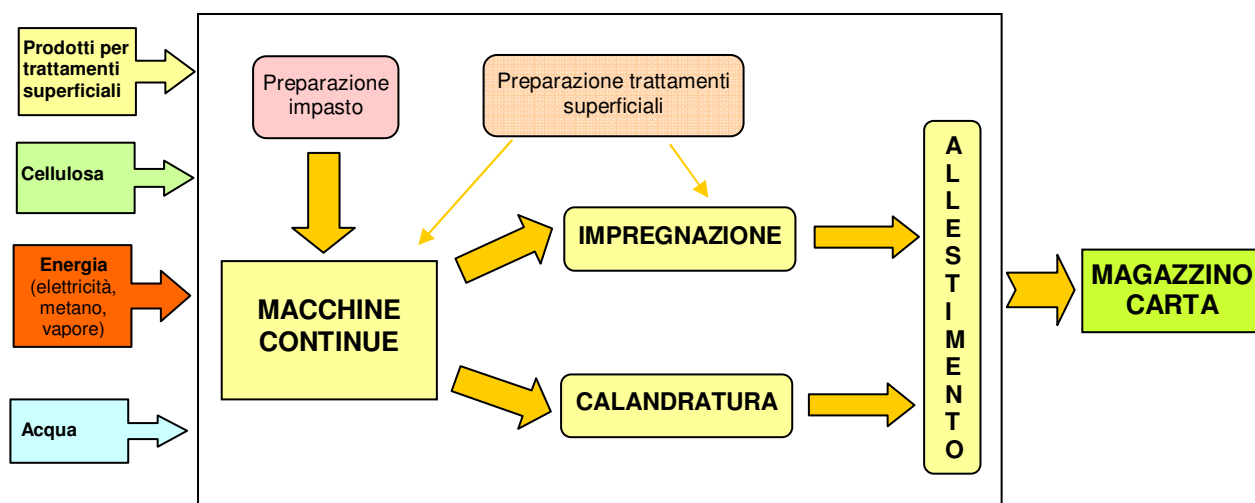 Prodotti per
trattamenti
superficiali
Cellulosa
Energia
(elettricità,
metano,
vapore)
Acqua
Preparazione
impasto
Preparazione trattamenti
superficiali
MACCHINE
CONTINUE
IMPREGNAZIONE
CALANDRATURA
ALLESTIMENTO
MAGAZZINO
CARTA